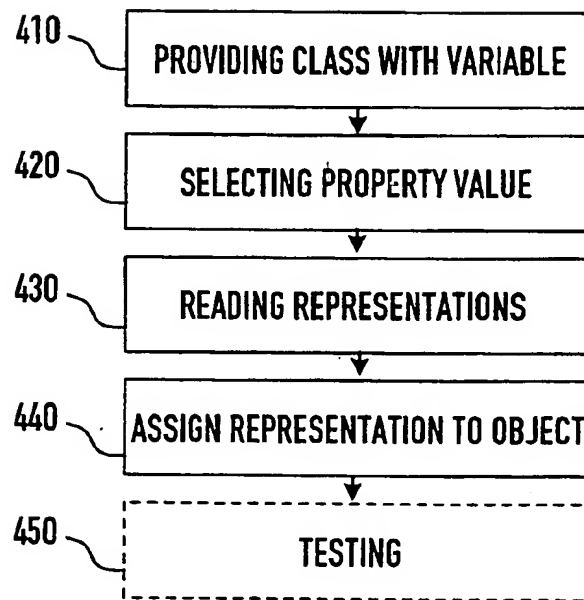 410
PROVIDING CLASS WITH VARIABLE
420
SELECTING PROPERTY VALUE
430
READING REPRESENTATIONS
440
ASSIGN REPRESENTATION TO OBJECT
450
TESTING